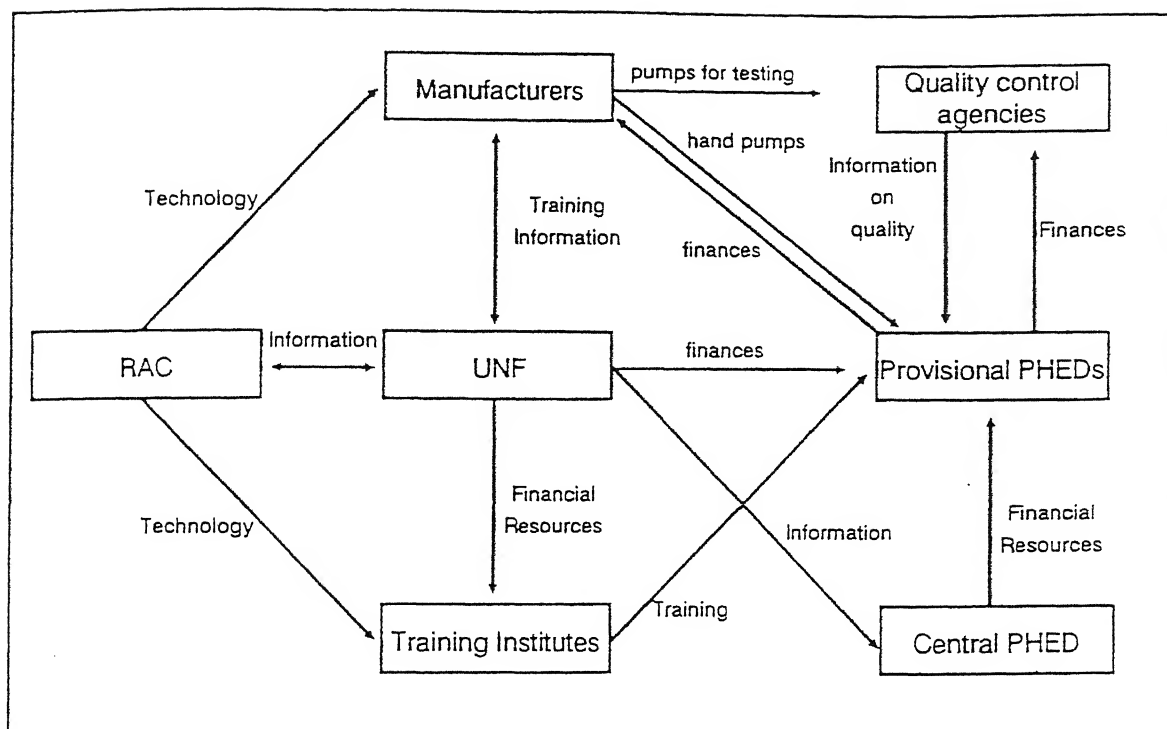 Manufacturers
pumps for testing
Quality control
agencies
hand pumps
Information
on
quality
Technology
Training
Information
finances
Finances
RAC
Information
UNF
finances
Provisional PHEDs
Technology
Financial
Resources
Information
Financial
Resources
Training Institutes
Training
Central PHED